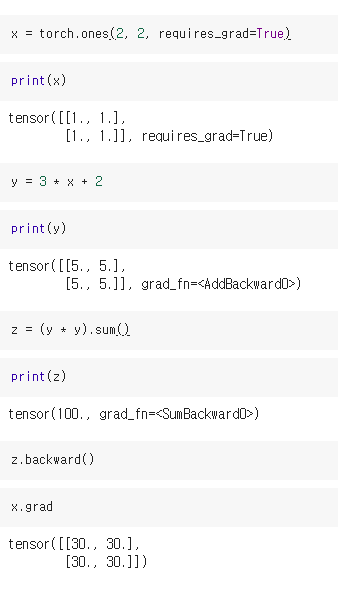 x = torch.ones(2, 2, requires_grad=True)
print(x)
tensor([[1., 1.],
        [1., 1.]], requires_grad=True)
y = 3 * x + 2
print(y)
tensor([[5., 5.],
        [5., 5.]], grad_fn=<AddBackward0>)
z = (y * y).sum()
print(z)
tensor(100., grad_fn=<SumBackward0>)
z.backward()
x.grad
tensor([[30., 30.],
        [30., 30.]])